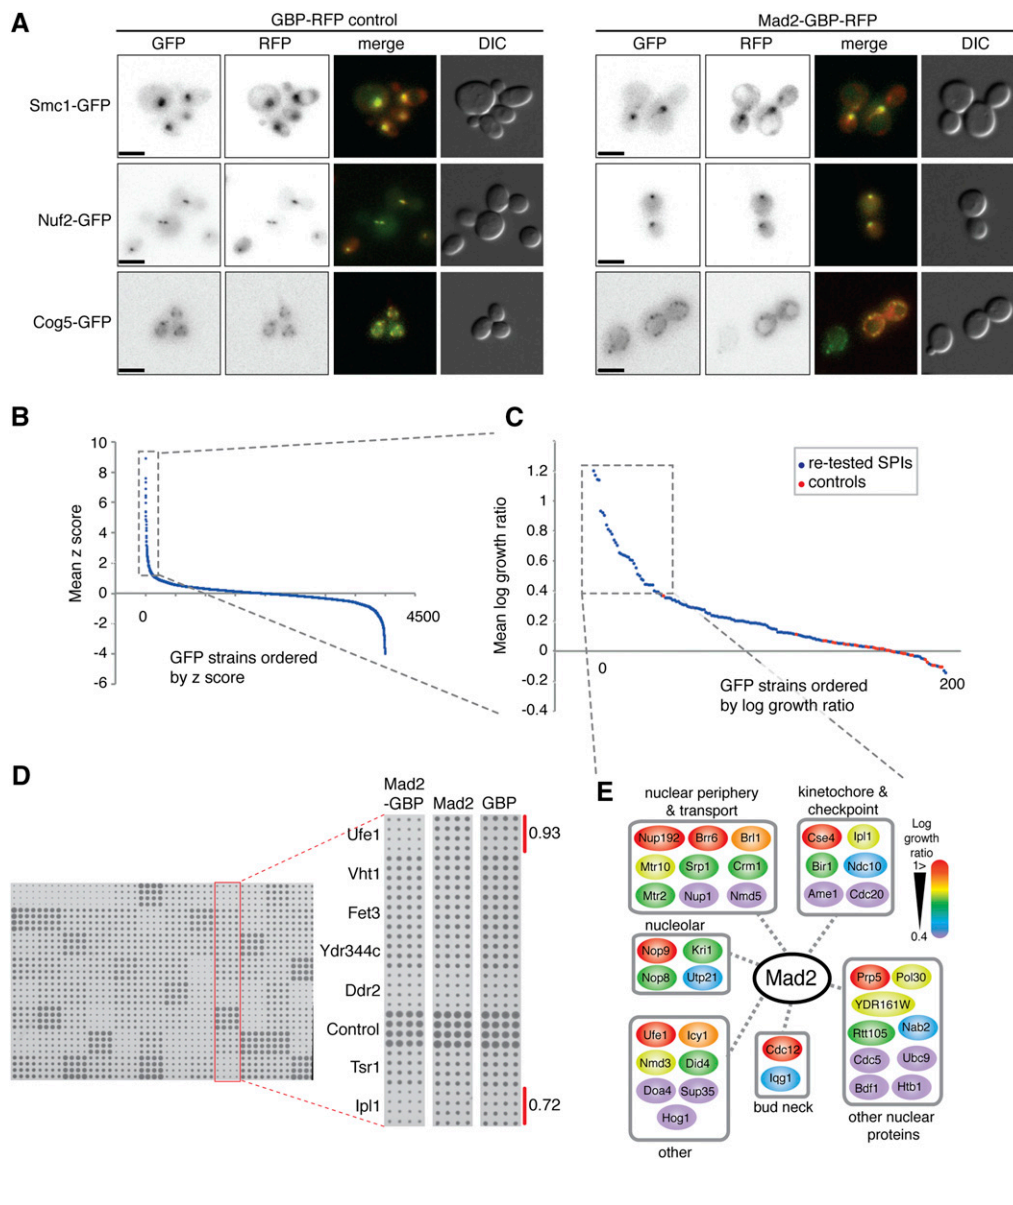 A
GBP-RFP control
Mad2-GBP-RFP
GFP RFP merge DIC
GFP RFP merge DIC
Smc1-GFP
Nuf2-GFP
Cog5-GFP
B
10
8
6
4
2
0
-2
-4
-6
Mean z score
0
4500
GFP strains ordered
by z score
C
1.2
1
0.8
0.6
0.4
0.2
0
-0.2
-0.4
Mean log growth ratio
re-tested SPIs
controls
0
200
GFP strains ordered
by log growth ratio
D
Mad2
-GBP Mad2 GBP
Ufe1
0.93
Vht1
Fet3
Ydr344c
Ddr2
Control
Tsr1
Ipl1
0.72
E
nuclear periphery
& transport
Nup192 Brr6 Brl1
Mtr10 Srp1 Crm1
Mtr2 Nup1 Nmd5
kinetochore &
checkpoint
Cse4 Ipl1
Bir1 Ndc10
Ame1 Cdc20
Log
growth
ratio
1>
0.4
nucleolar
Nop9 Kri1
Nop8 Utp21
Mad2
Prp5 Pol30
YDR161W
Rtt105 Nab2
Cdc5 Ubc9
Bdf1 Htb1
other nuclear
proteins
Ufe1 Icy1
Nmd3 Did4
Doa4 Sup35
Hog1
other
Cdc12
Iqg1
bud neck